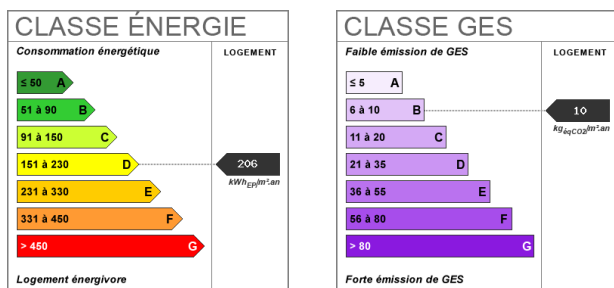 CLASSE ÉNERGIE
Consommation énergétique
LOGEMENT
≤ 50 A
51 à 90 B
91 à 150 C
151 à 230 D
206
kWhEP/m².an
231 à 330 E
331 à 450 F
> 450 G
Logement énergivore
CLASSE GES
Faible émission de GES
LOGEMENT
≤ 5 A
6 à 10 B
10
kgéqCO2/m².an
11 à 20 C
21 à 35 D
36 à 55 E
56 à 80 F
> 80 G
Forte émission de GES